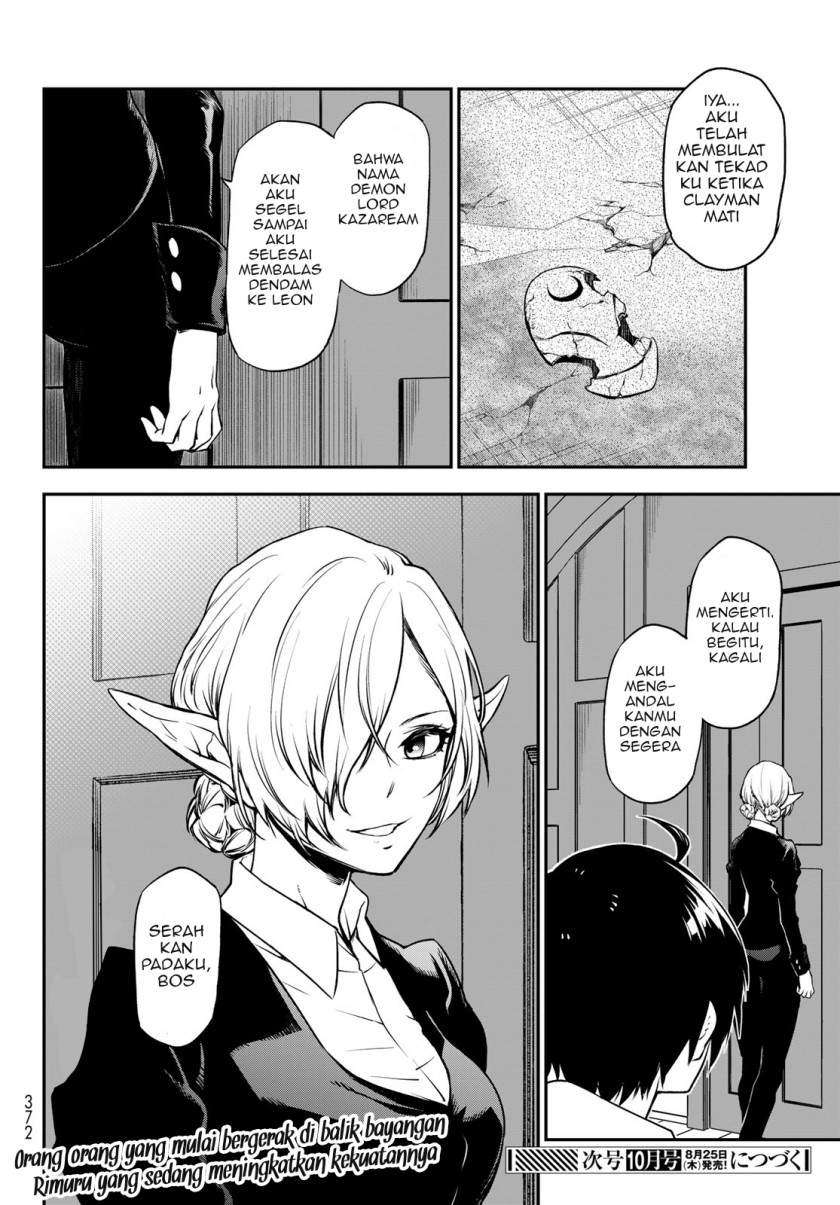 IYA...
AKU
TELAH
MEMBULAT
KAN TEKAD
KU KETIKA
CLAYMAN
MATI
BAHWA
NAMA
DEMON
LORD
KAZAREAM
AKAN
AKU
SEGEL
SAMPAI
AKU
SELESAI
MEMBALAS
DENDAM
KE LEON
AKU
MENGERTI.
KALAU
BEGITU,
KAGALI
AKU
MENG-
ANDAL
KANMU
DENGAN
SEGERA
SERAH
KAN
PADAKU,
BOS
372
Orang orang yang mulai bergerak di balik bayangan
Rimuru yang sedang meningkatkan kekuatannya
次号10月号8月25日(木)発売!につづく